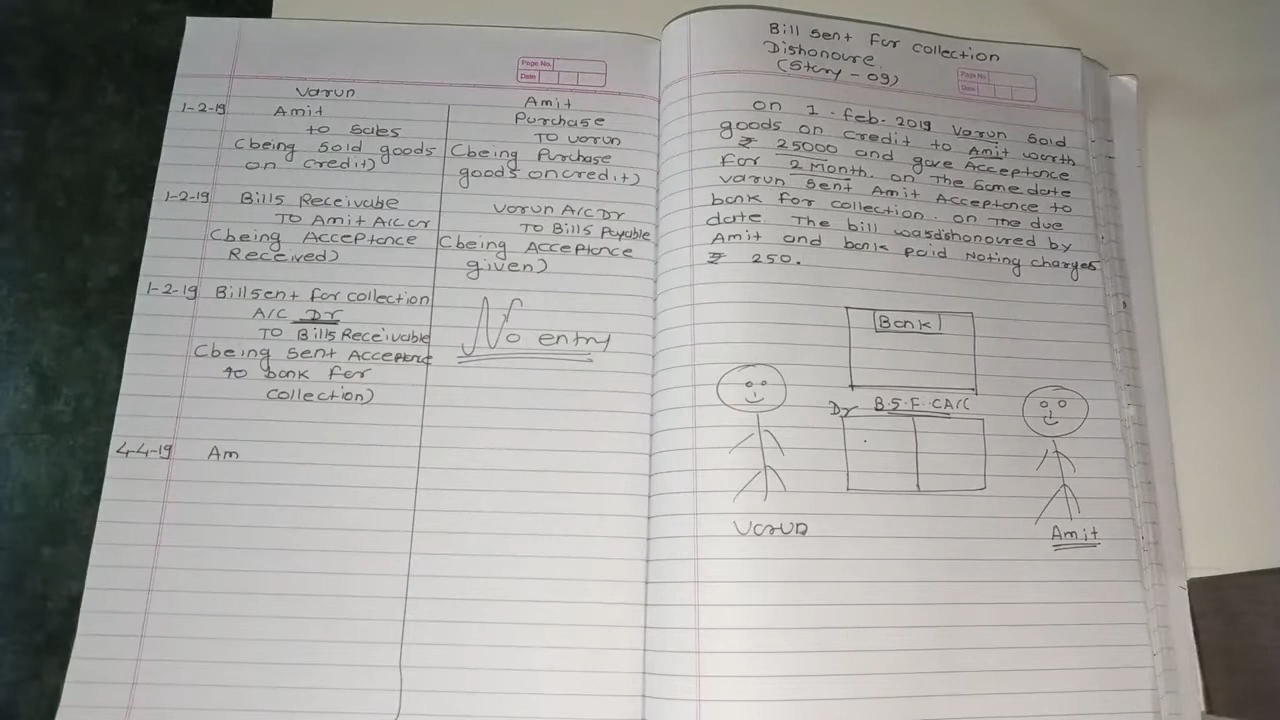 Page No.
Date
Varun
1-2-19 Amit
to Sales
(being sold goods
on credit)
1-2-19 Bills Receivable
TO Amit A/C cr
(being Acceptance
Received)
1-2-19 Bill sent for collection
A/C Dr
TO Bills Receivable
(being sent Acceptance
to bank for
collection)
4-4-19 Am
Amit
Purchase
TO Varun
(being Purchase
goods on credit)
Varun A/C Dr
TO Bills Payable
(being Acceptance
given)
No entry
Bill sent for collection
Dishonoure.
(Story - 09)
Page No.
Date
on 1. feb. 2019 Varun sold
goods on credit to Amit worth
₹ 25000 and gave Acceptance
for 2 Month. on The same date
varun sent Amit Acceptance to
bank for collection. on The due
date. The bill was dishonoured by
Amit and bank paid Noting charges
₹ 250.
Bank
Dr B.S.F.C A/C
Varun
Amit